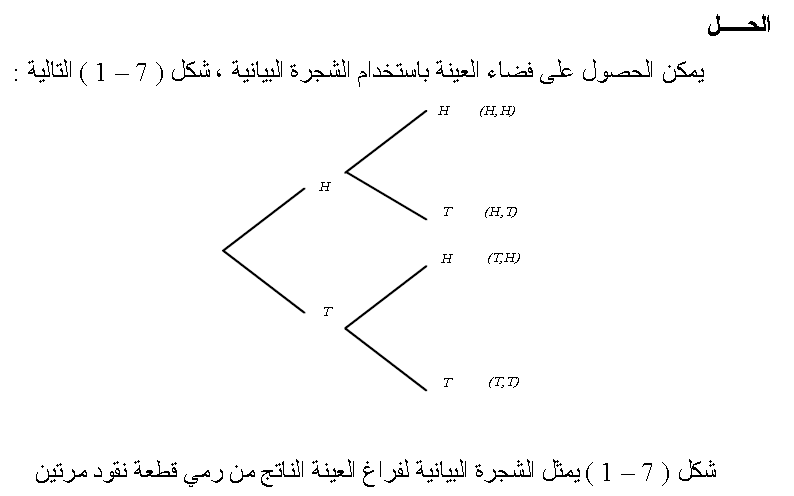 الحـــــل
يمكن الحصول على فضاء العينة باستخدام الشجرة البيانية ، شكل ( 7 – 1 ) التالية :
H (H,H)
H
T (H,T)
H (T,H)
T
T (T,T)
شكل ( 7 – 1 ) يمثل الشجرة البيانية لفراغ العينة الناتج من رمي قطعة نقود مرتين